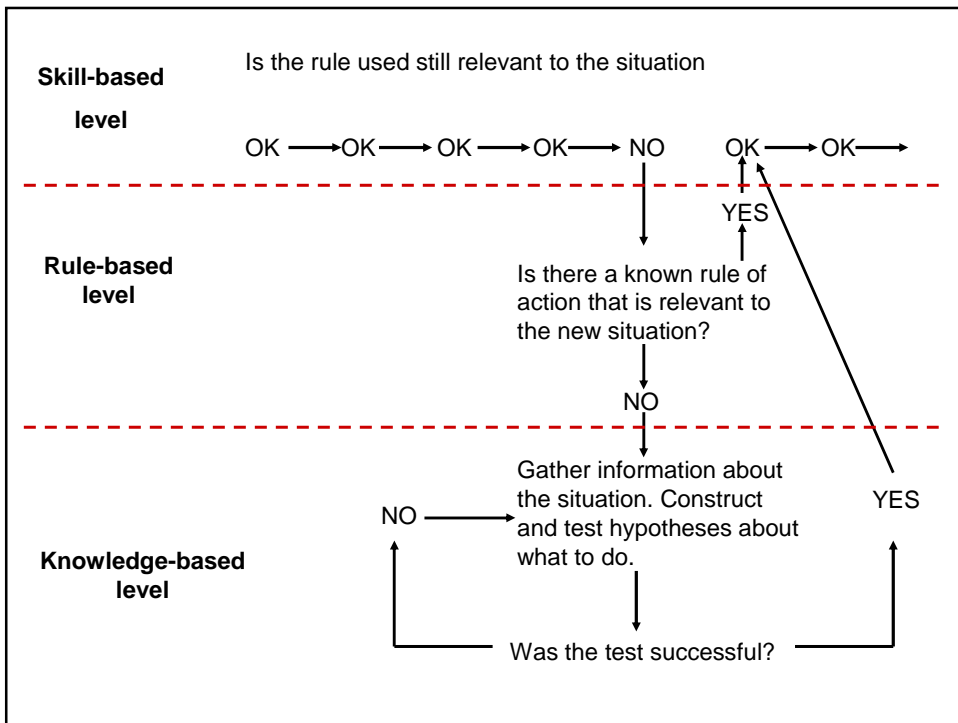 Skill-based
level
Is the rule used still relevant to the situation
OK OK OK OK NO OK OK
YES
Rule-based
level
Is there a known rule of
action that is relevant to
the new situation?
NO
Knowledge-based
level
NO
Gather information about
the situation. Construct
and test hypotheses about
what to do.
YES
Was the test successful?